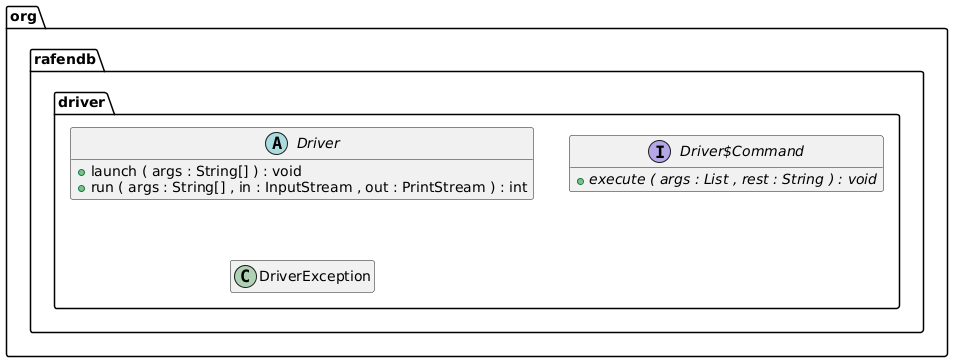 org
rafendb
driver
A Driver
launch ( args : String[] ) : void
run ( args : String[] , in : InputStream , out : PrintStream ) : int
I Driver$Command
execute ( args : List , rest : String ) : void
C DriverException